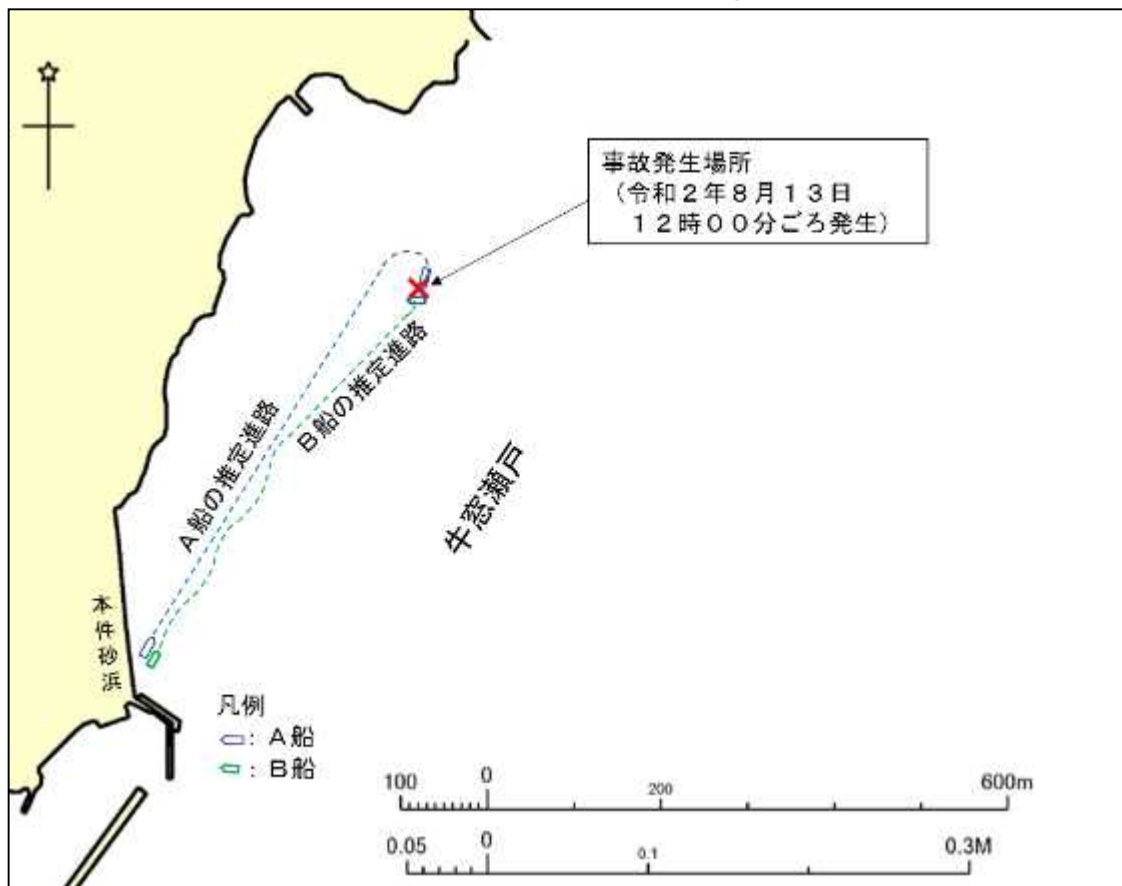 事故発生場所
（令和２年８月１３日
１２時００分ごろ発生）
A船の推定進路
B船の推定進路
牛窓瀬戸
本件砂浜
凡例
：A船
：B船
100 0 200 600m
0.05 0 0.1 0.3M